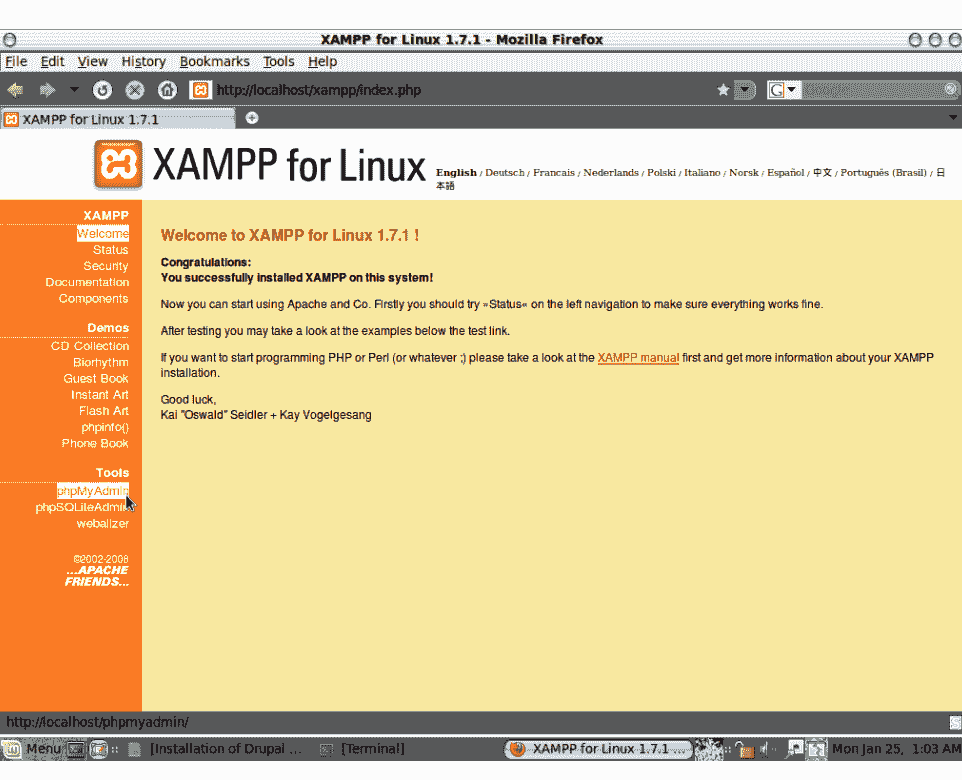 XAMPP for Linux 1.7.1 - Mozilla Firefox
File Edit View History Bookmarks Tools Help
http://localhost/xampp/index.php
G
XAMPP for Linux 1.7.1
XAMPP for Linux
English / Deutsch / Francais / Nederlands / Polski / Italiano / Norsk / Español / 中文 / Português (Brasil) / 日
本語
XAMPP
Welcome
Status
Security
Documentation
Components
Demos
CD Collection
Biorhythm
Guest Book
Instant Art
Flash Art
phpinfo()
Phone Book
Tools
phpMyAdmin
phpSQLiteAdmin
webalizer
©2002-2008
...APACHE
FRIENDS...
Welcome to XAMPP for Linux 1.7.1 !
Congratulations:
You successfully installed XAMPP on this system!
Now you can start using Apache and Co. Firstly you should try »Status« on the left navigation to make sure everything works fine.
After testing you may take a look at the examples below the test link.
If you want to start programming PHP or Perl (or whatever ;) please take a look at the XAMPP manual first and get more information about your XAMPP
installation.
Good luck,
Kai "Oswald" Seidler + Kay Vogelgesang
http://localhost/phpmyadmin/
Menu [Installation of Drupal ... [Terminal] XAMPP for Linux 1.7.1 ... Mon Jan 25, 1:03 AM